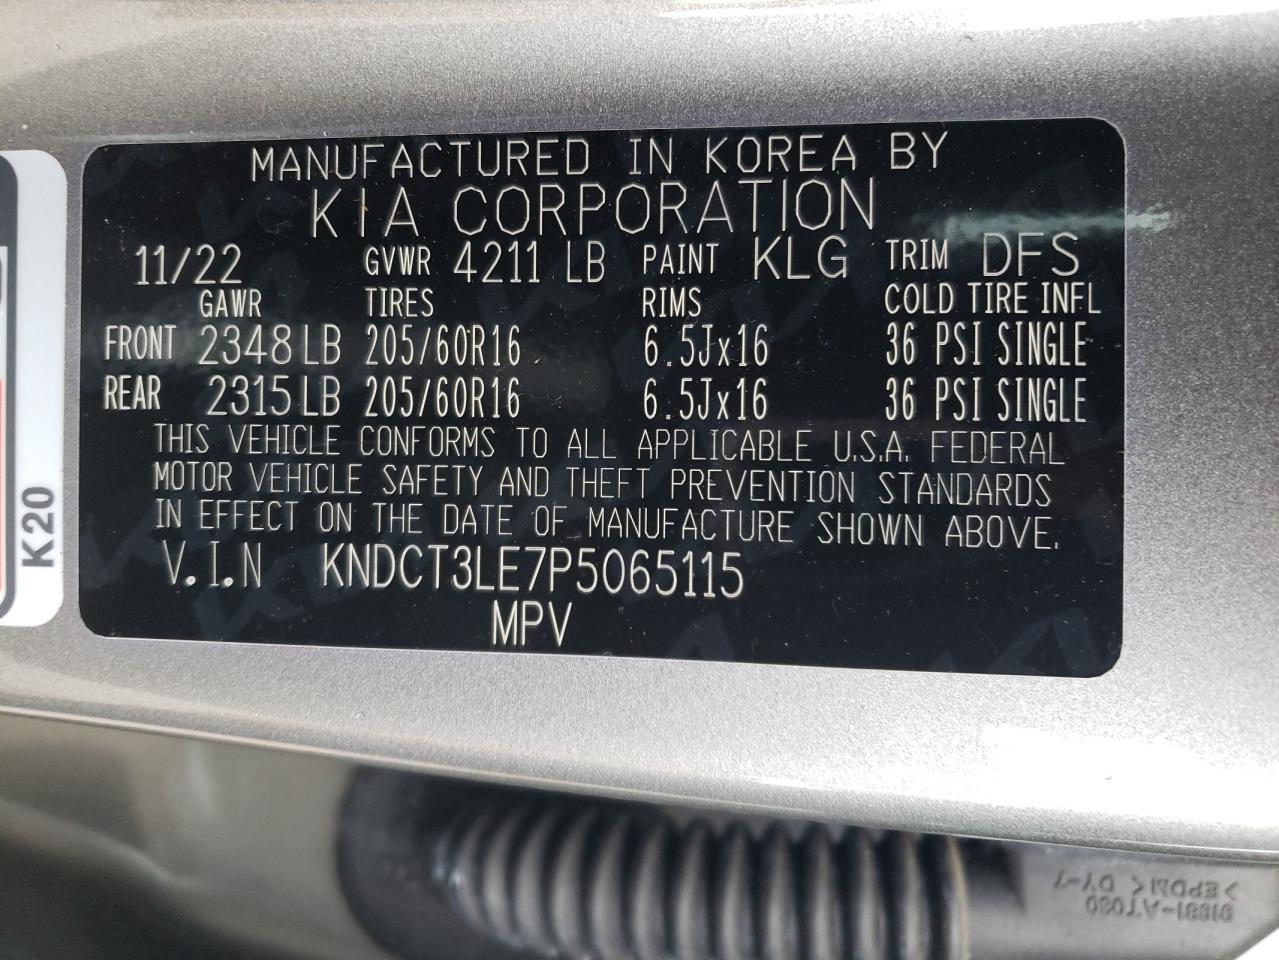 MANUFACTURED IN KOREA BY
KIA CORPORATION
11/22 GVWR 4211 LB PAINT KLG TRIM DFS
GAWR TIRES RIMS COLD TIRE INFL
FRONT 2348 LB 205/60R16 6.5Jx16 36 PSI SINGLE
REAR 2315 LB 205/60R16 6.5Jx16 36 PSI SINGLE
THIS VEHICLE CONFORMS TO ALL APPLICABLE U.S.A. FEDERAL
MOTOR VEHICLE SAFETY AND THEFT PREVENTION STANDARDS
IN EFFECT ON THE DATE OF MANUFACTURE SHOWN ABOVE.
V.I.N KNDCT3LE7P5065115
MPV
K20
91981-AT080
>EPDM< DY-7